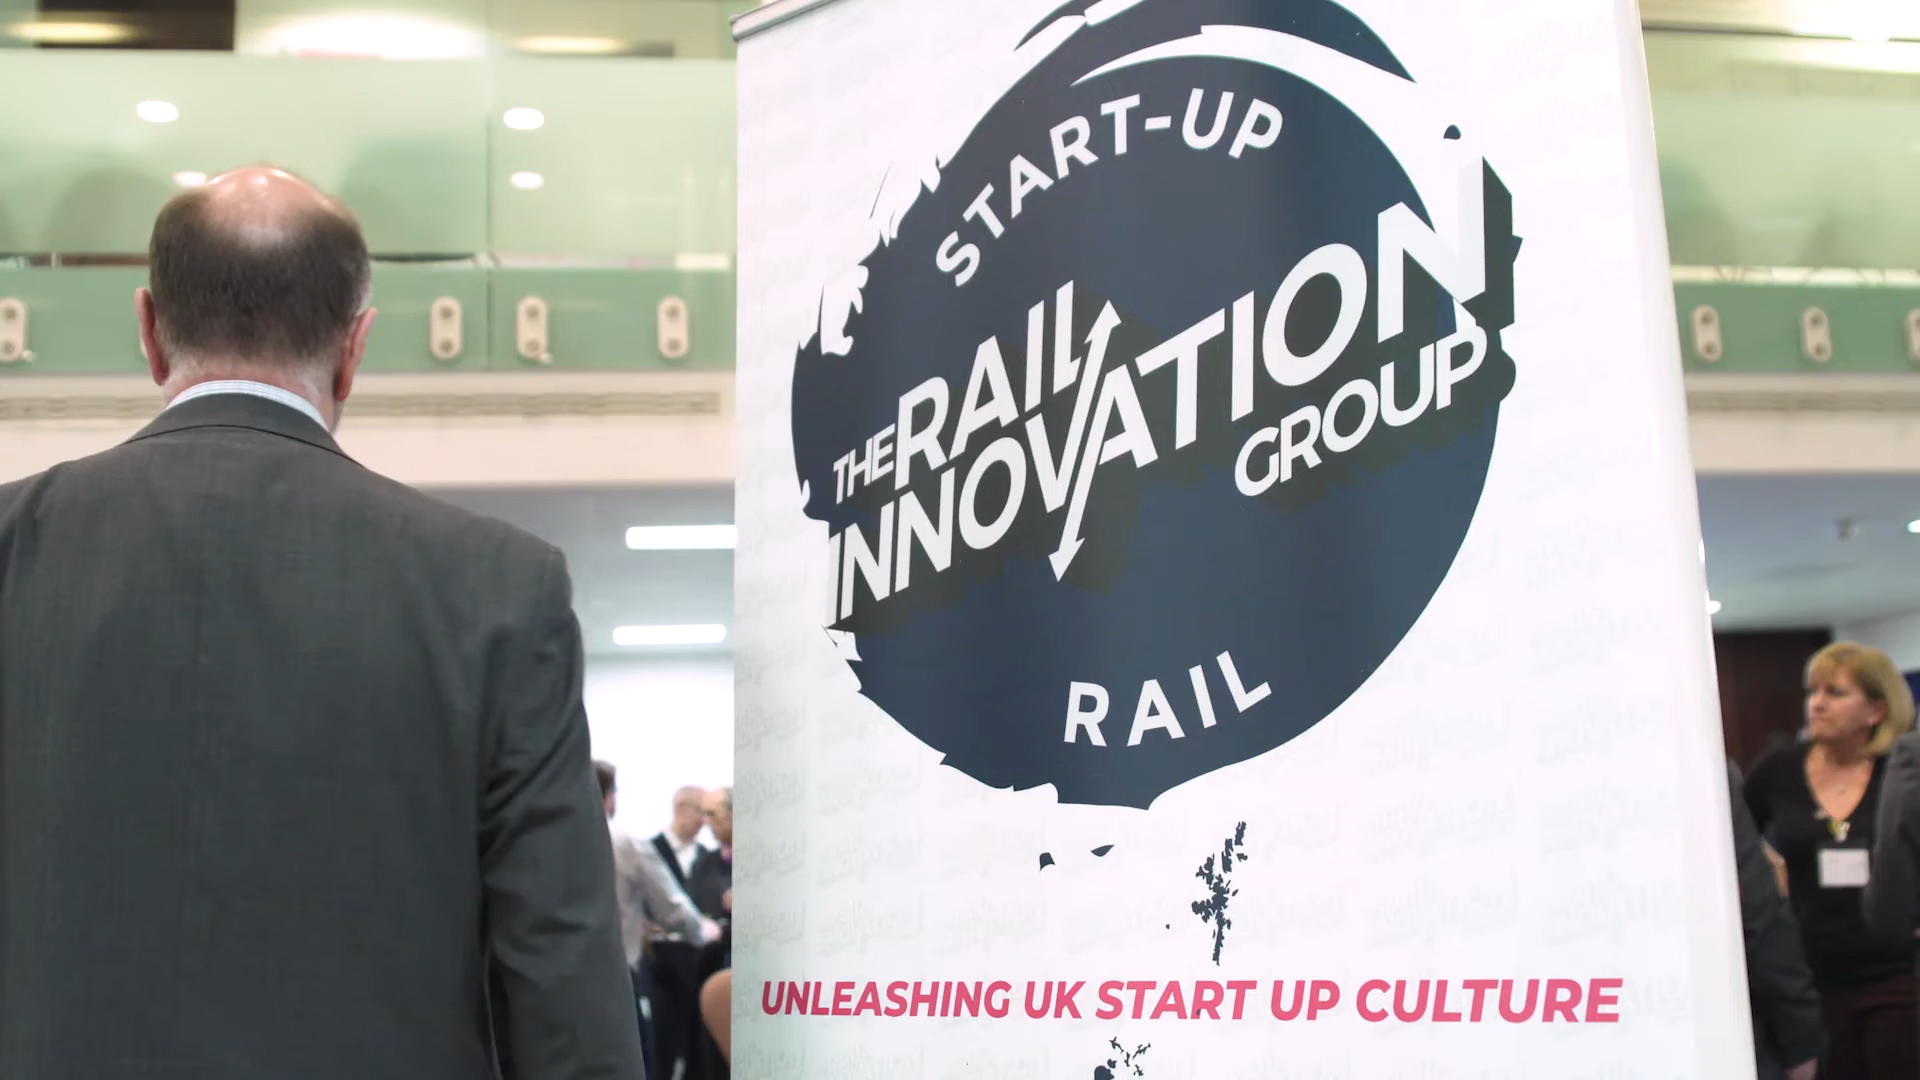 START-UP
THE RAIL
INNOVATION
GROUP
RAIL
UNLEASHING UK START UP CULTURE